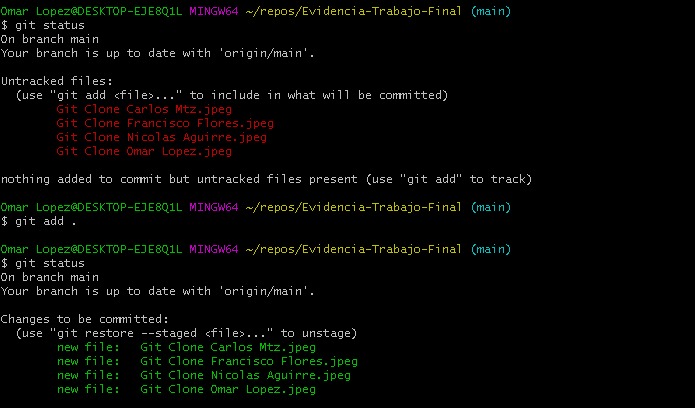 Omar Lopez@DESKTOP-EJE8Q1L MINGW64 ~/repos/Evidencia-Trabajo-Final (main)
$ git status
On branch main
Your branch is up to date with 'origin/main'.
Untracked files:
(use "git add <file>..." to include in what will be committed)
Git Clone Carlos Mtz.jpeg
Git Clone Francisco Flores.jpeg
Git Clone Nicolas Aguirre.jpeg
Git Clone Omar Lopez.jpeg
nothing added to commit but untracked files present (use "git add" to track)
Omar Lopez@DESKTOP-EJE8Q1L MINGW64 ~/repos/Evidencia-Trabajo-Final (main)
$ git add .
Omar Lopez@DESKTOP-EJE8Q1L MINGW64 ~/repos/Evidencia-Trabajo-Final (main)
$ git status
On branch main
Your branch is up to date with 'origin/main'.
Changes to be committed:
(use "git restore --staged <file>..." to unstage)
new file:   Git Clone Carlos Mtz.jpeg
new file:   Git Clone Francisco Flores.jpeg
new file:   Git Clone Nicolas Aguirre.jpeg
new file:   Git Clone Omar Lopez.jpeg